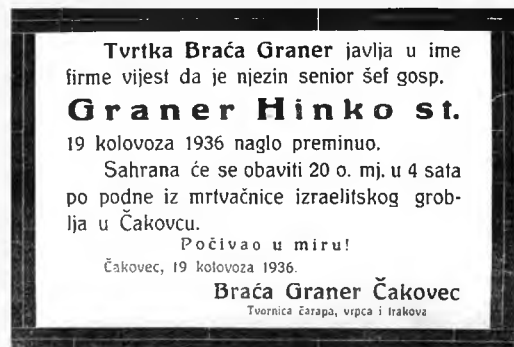 Tvrtka Braća Graner javlja u ime
firme vijest da je njezin senior šef gosp.
Graner Hinko st.
19 kolovoza 1936 naglo preminuo.
Sahrana će se obaviti 20 o. mj. u 4 sata
po podne iz mrtvačnice izraelitskog grob-
lja u Čakovcu.
Počivao u miru!
Čakovec, 19 kolovoza 1936.
Braća Graner Čakovec
Tvornica čarapa, vrpca i trakova